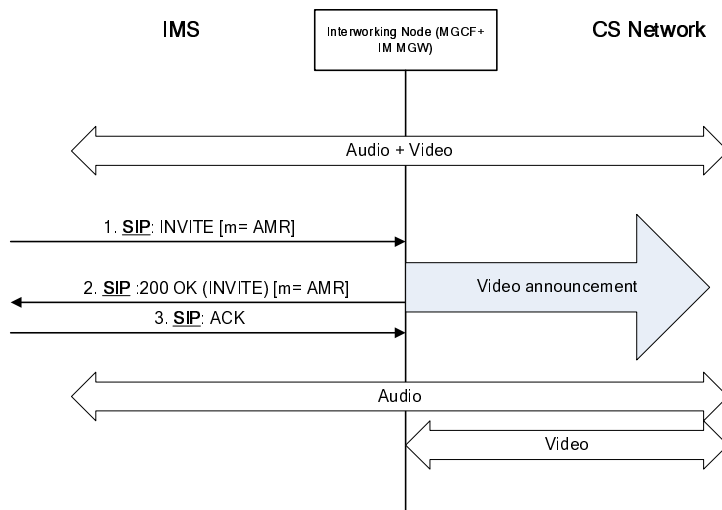 IMS
Interworking Node (MGCF+
IM MGW)
CS Network
Audio + Video
1. SIP: INVITE [m= AMR]
2. SIP :200 OK (INVITE) [m= AMR]
Video announcement
3. SIP: ACK
Audio
Video